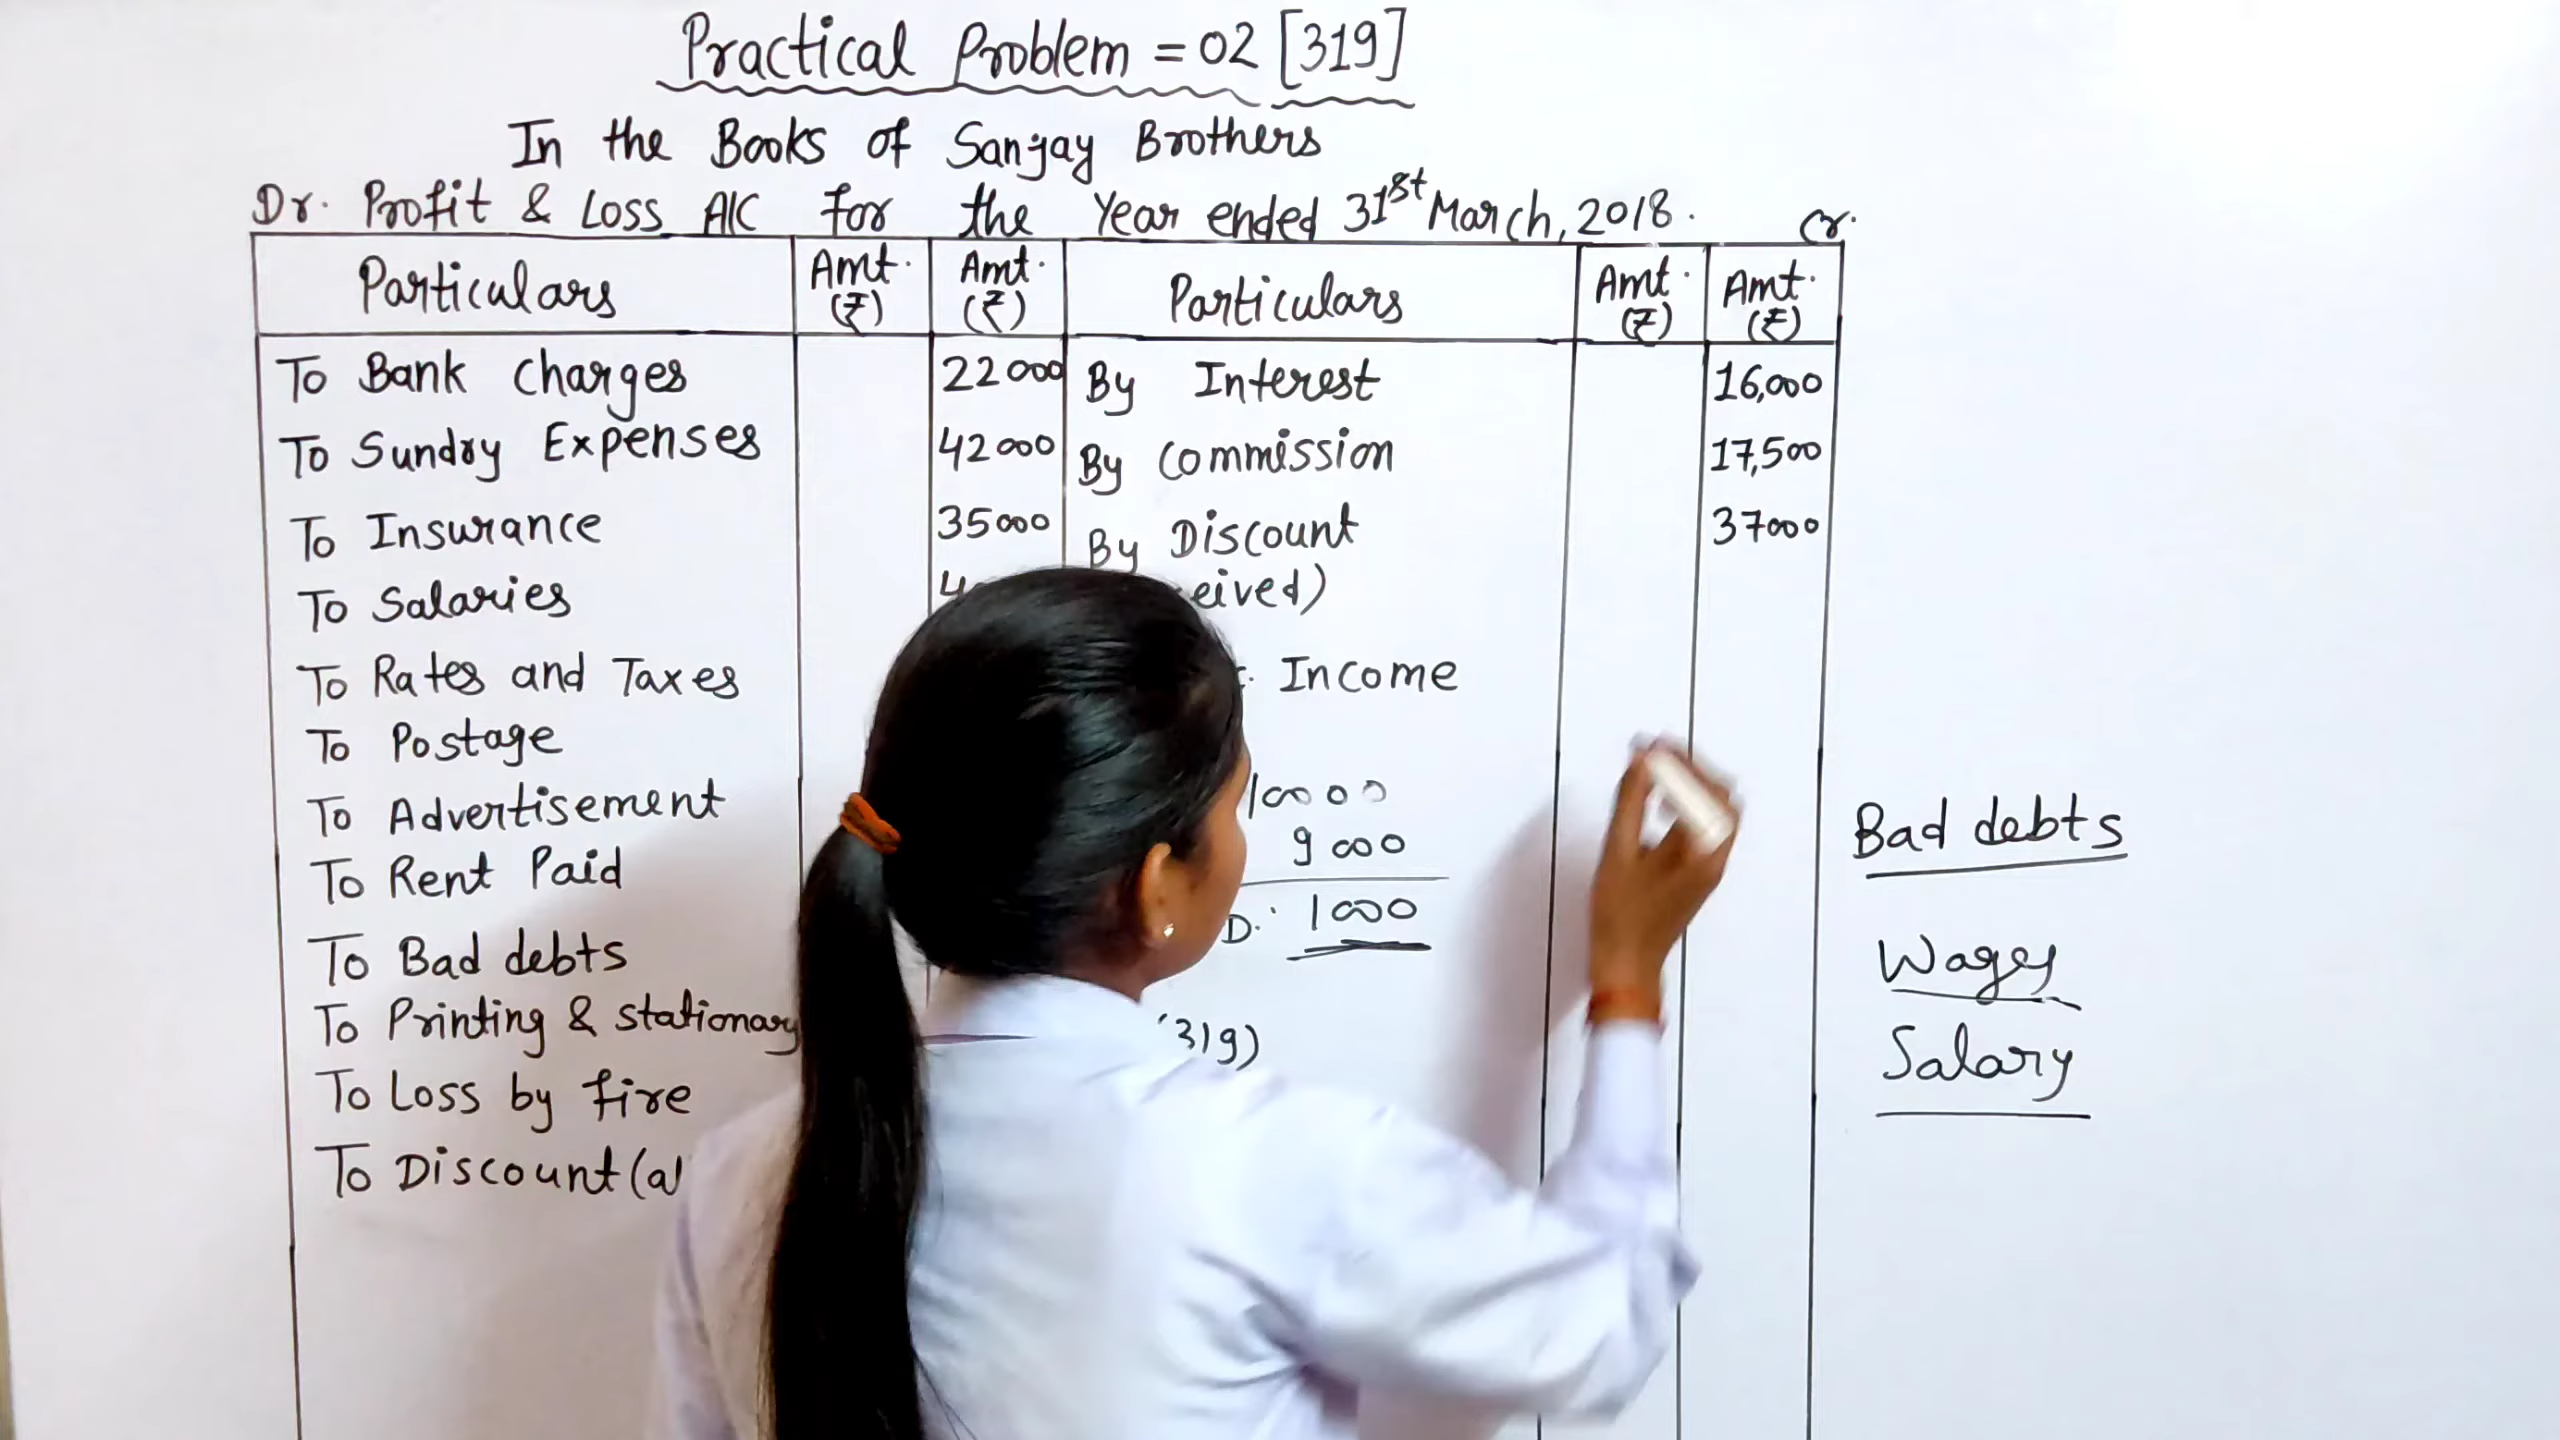 Practical Problem = 02 [319]
In the Books of Sanjay Brothers
Dr. Profit & Loss A/C for the Year ended 31st March, 2018. Cr.
Particulars Amt. (₹) Amt. (₹) Particulars Amt. (₹) Amt. (₹)
To Bank Charges 22000 By Interest 16,000
To Sundry Expenses 42000 By Commission 17,500
To Insurance 35000 By Discount 37000
To Salaries
To Rates and Taxes Income
To Postage
To Advertisement 10000
To Rent Paid 9000
To Bad debts D. 1000
To Printing & stationary 319)
To Loss by fire
To Discount
Bad debts
Wages
Salary